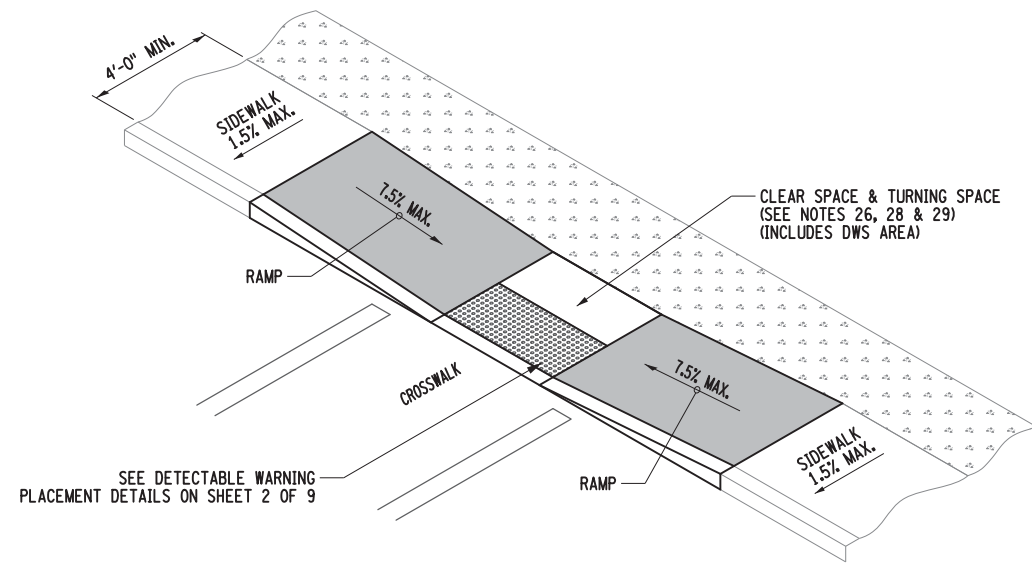 4'-0" MIN.
SIDEWALK
1.5% MAX.
7.5% MAX.
CLEAR SPACE & TURNING SPACE
(SEE NOTES 26, 28 & 29)
(INCLUDES DWS AREA)
RAMP
CROSSWALK
7.5% MAX.
SIDEWALK
1.5% MAX.
SEE DETECTABLE WARNING
PLACEMENT DETAILS ON SHEET 2 OF 9
RAMP